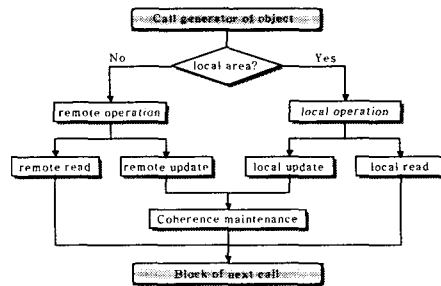 Call generator of object
No
Yes
local area?
remote operation
local operation
remote read
remote update
local update
local read
Coherence maintenance
Block of next call